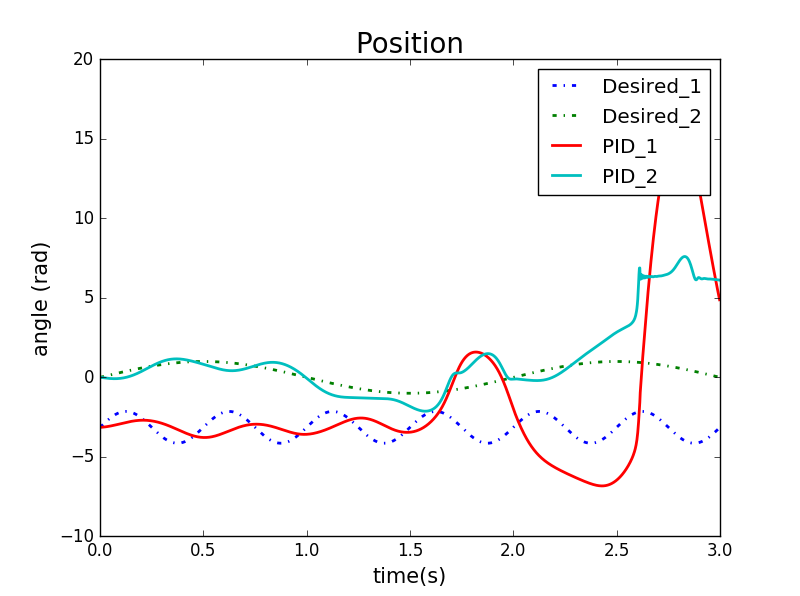 Position
20
15
10
5
0
−5
−10
angle (rad)
Desired_1
Desired_2
PID_1
PID_2
0.0 0.5 1.0 1.5 2.0 2.5 3.0
time(s)